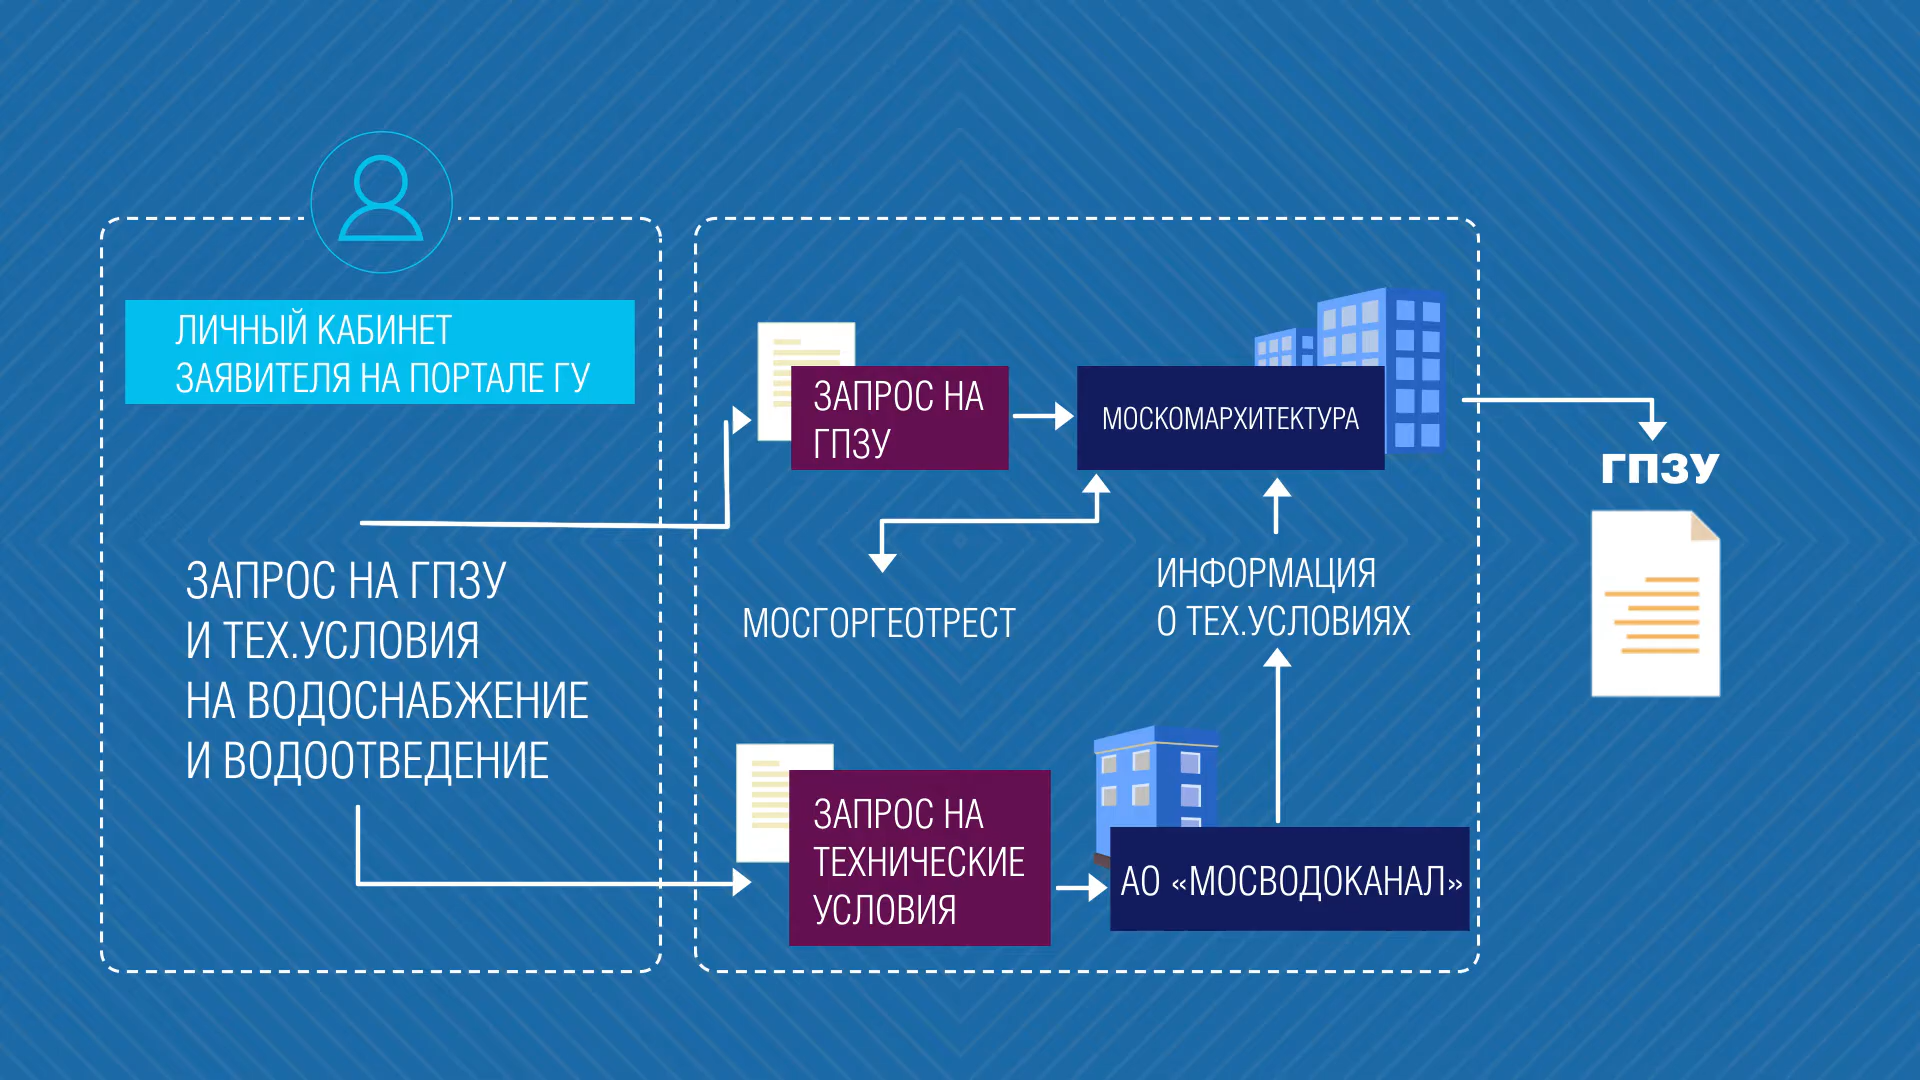 ЛИЧНЫЙ КАБИНЕТ
ЗАЯВИТЕЛЯ НА ПОРТАЛЕ ГУ
ЗАПРОС НА ГПЗУ
И ТЕХ.УСЛОВИЯ
НА ВОДОСНАБЖЕНИЕ
И ВОДООТВЕДЕНИЕ
ЗАПРОС НА
ГПЗУ
МОСКОМАРХИТЕКТУРА
МОСГОРГЕОТРЕСТ
ИНФОРМАЦИЯ
О ТЕХ.УСЛОВИЯХ
ЗАПРОС НА
ТЕХНИЧЕСКИЕ
УСЛОВИЯ
АО «МОСВОДОКАНАЛ»
ГПЗУ